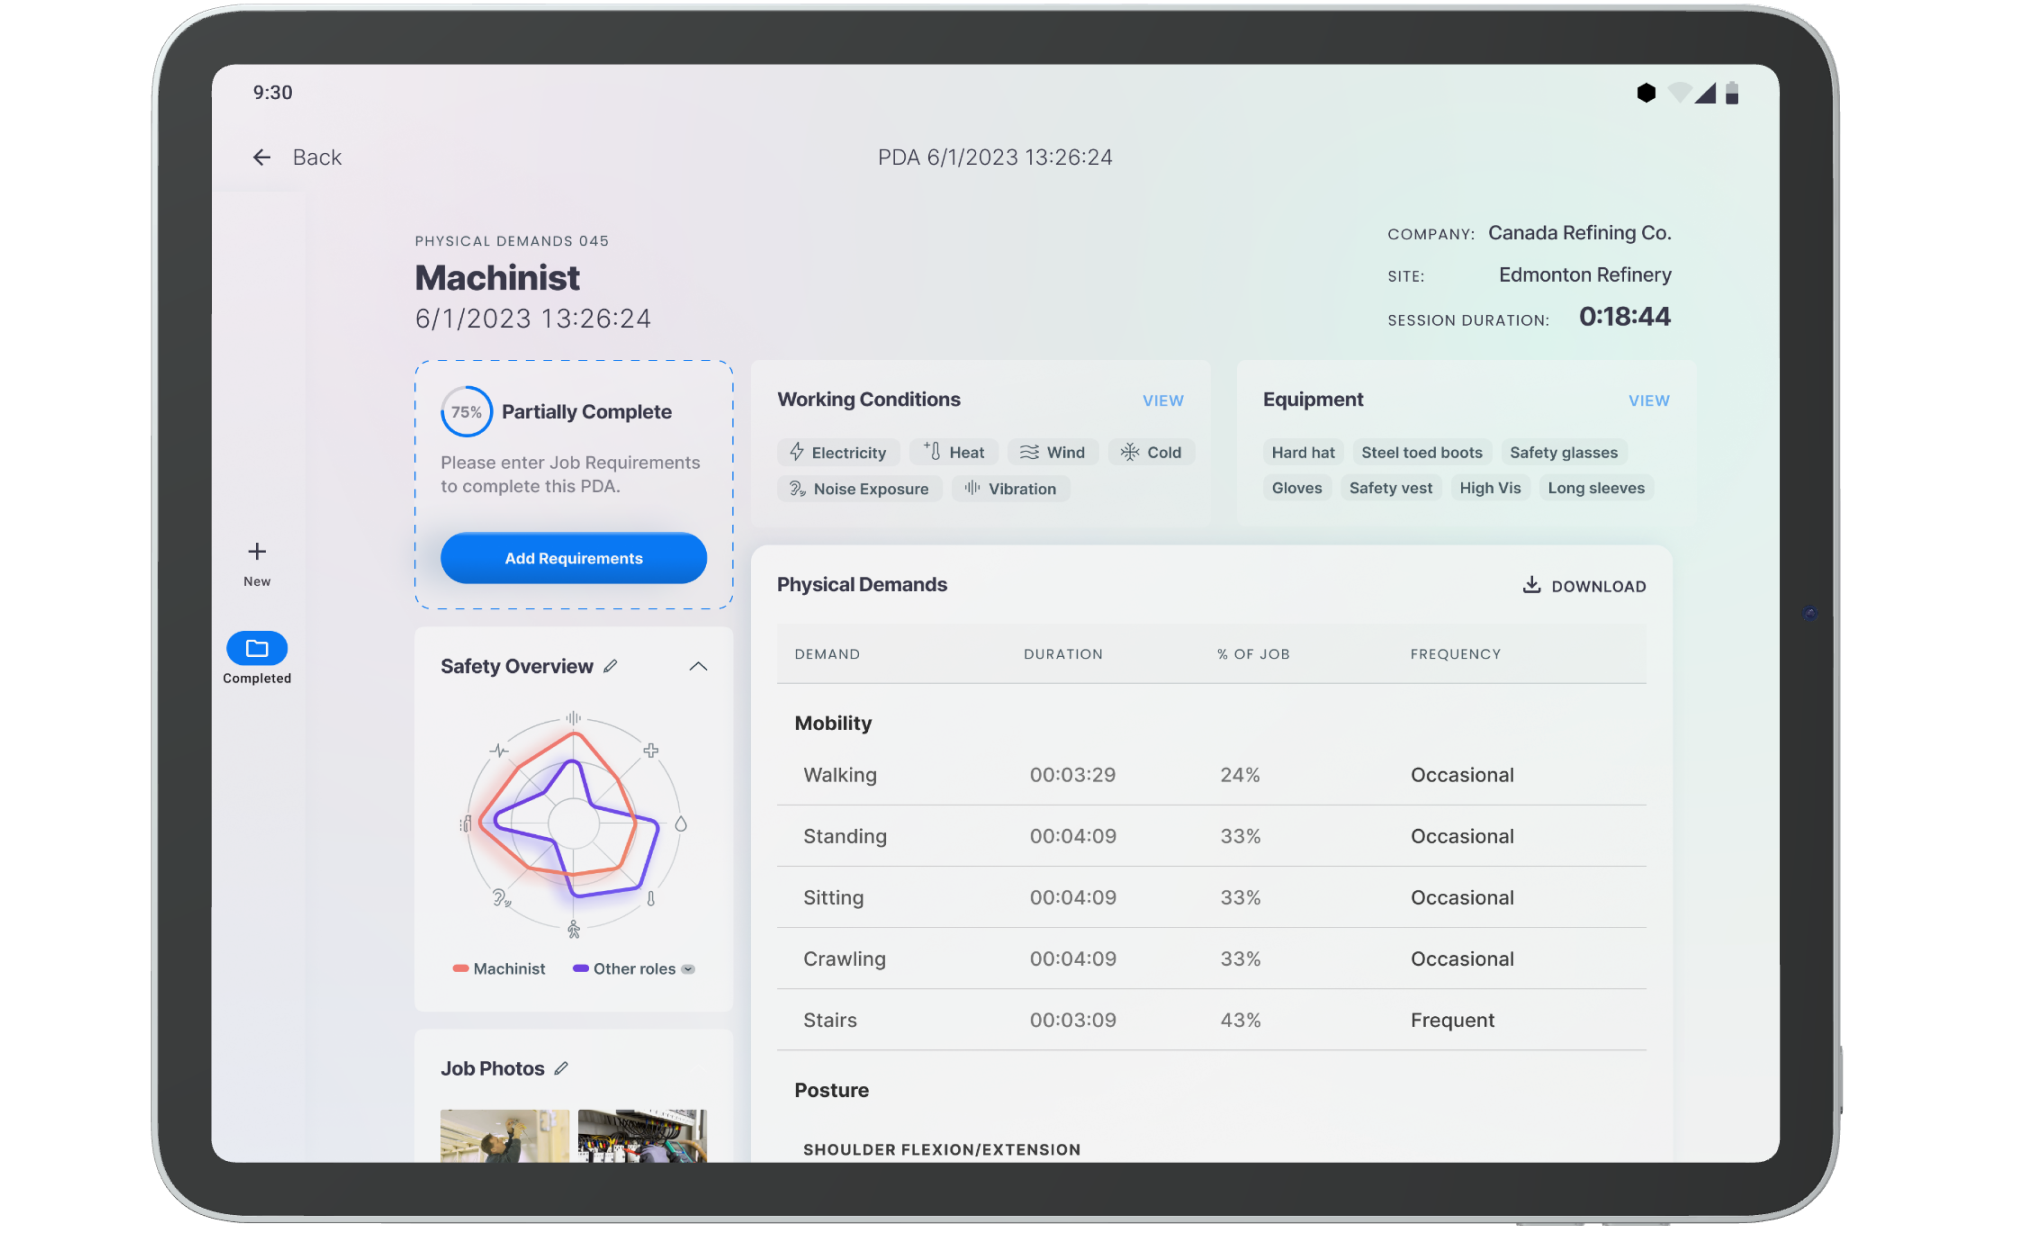 9:30
Back
PDA 6/1/2023 13:26:24
PHYSICAL DEMANDS 045
Machinist
6/1/2023 13:26:24
COMPANY: Canada Refining Co.
SITE: Edmonton Refinery
SESSION DURATION: 0:18:44
75% Partially Complete
Please enter Job Requirements
to complete this PDA.
Add Requirements
Working Conditions VIEW
Electricity Heat Wind Cold
Noise Exposure Vibration
Equipment VIEW
Hard hat Steel toed boots Safety glasses
Gloves Safety vest High Vis Long sleeves
New
Completed
Safety Overview
Machinist Other roles
Job Photos
Physical Demands DOWNLOAD
DEMAND DURATION % OF JOB FREQUENCY
Mobility
Walking 00:03:29 24% Occasional
Standing 00:04:09 33% Occasional
Sitting 00:04:09 33% Occasional
Crawling 00:04:09 33% Occasional
Stairs 00:03:09 43% Frequent
Posture
SHOULDER FLEXION/EXTENSION